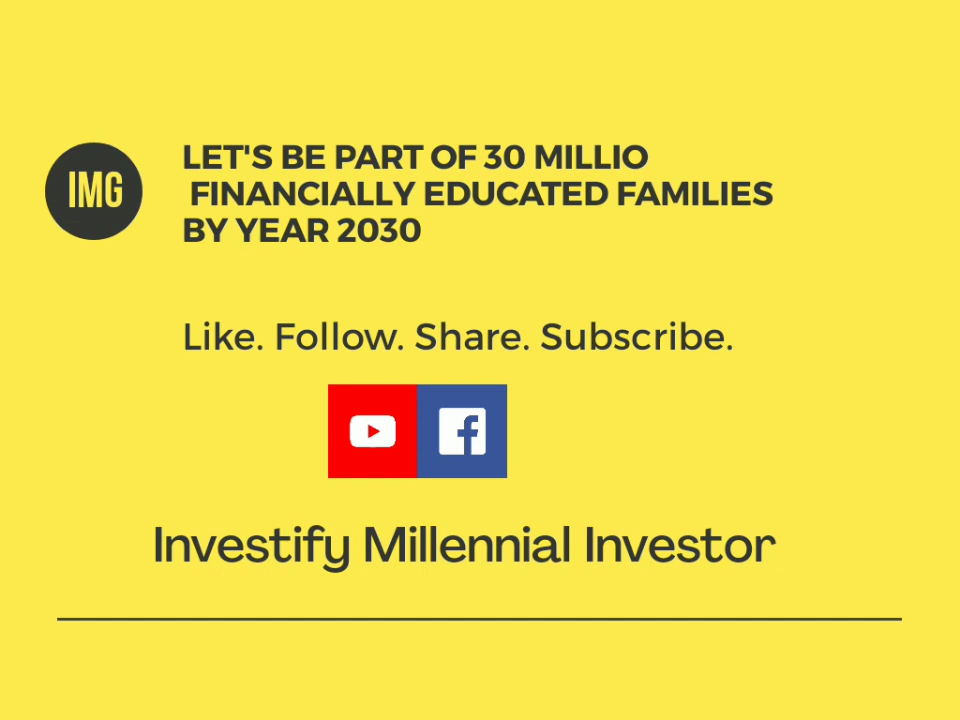 IMG
LET'S BE PART OF 30 MILLIO
FINANCIALLY EDUCATED FAMILIES
BY YEAR 2030
Like. Follow. Share. Subscribe.
Investify Millennial Investor